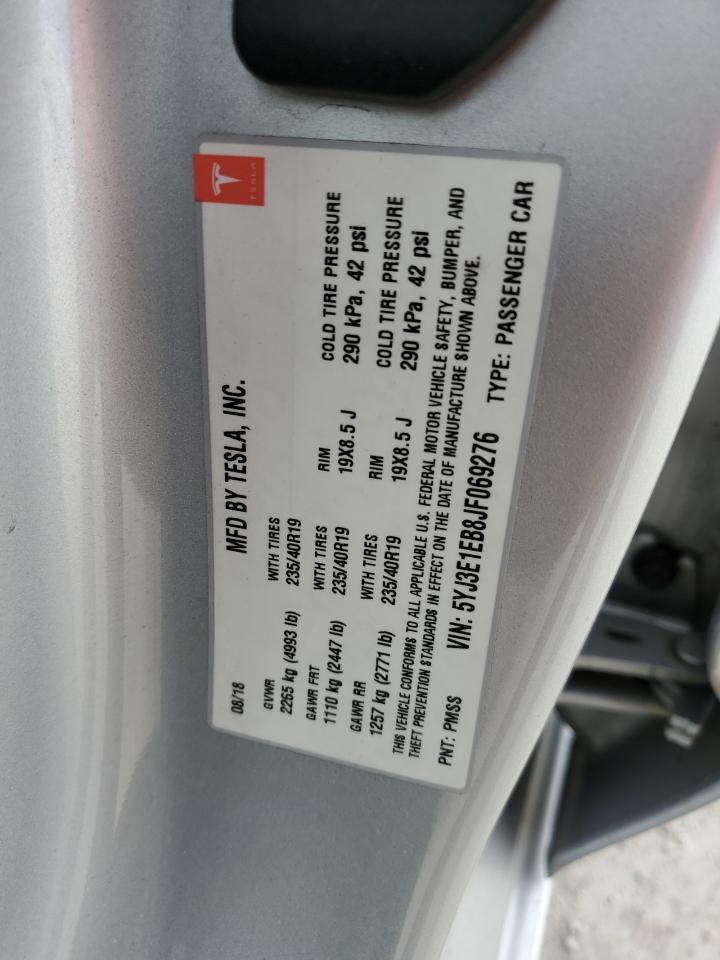 TESLA
MFD BY TESLA, INC.
08/18
GVWR
2265 kg (4993 lb)
WITH TIRES
235/40R19
GAWR FRT
1110 kg (2447 lb)
WITH TIRES
235/40R19
RIM
19X8.5 J
COLD TIRE PRESSURE
290 kPa, 42 psi
GAWR RR
1257 kg (2771 lb)
WITH TIRES
235/40R19
RIM
19X8.5 J
COLD TIRE PRESSURE
290 kPa, 42 psi
THIS VEHICLE CONFORMS TO ALL APPLICABLE U.S. FEDERAL MOTOR VEHICLE SAFETY, BUMPER, AND
THEFT PREVENTION STANDARDS IN EFFECT ON THE DATE OF MANUFACTURE SHOWN ABOVE.
PNT: PMSS VIN: 5YJ3E1EB8JF069276 TYPE: PASSENGER CAR